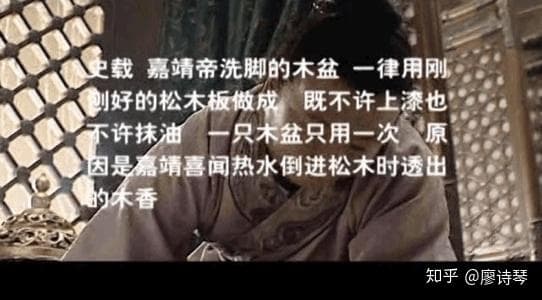 史载 嘉靖帝洗脚的木盆 一律用刚
刨好的松木板做成 既不许上漆也
不许抹油 一只木盆只用一次 原
因是嘉靖喜闻热水倒进松木时透出
的木香
知乎 @廖诗琴